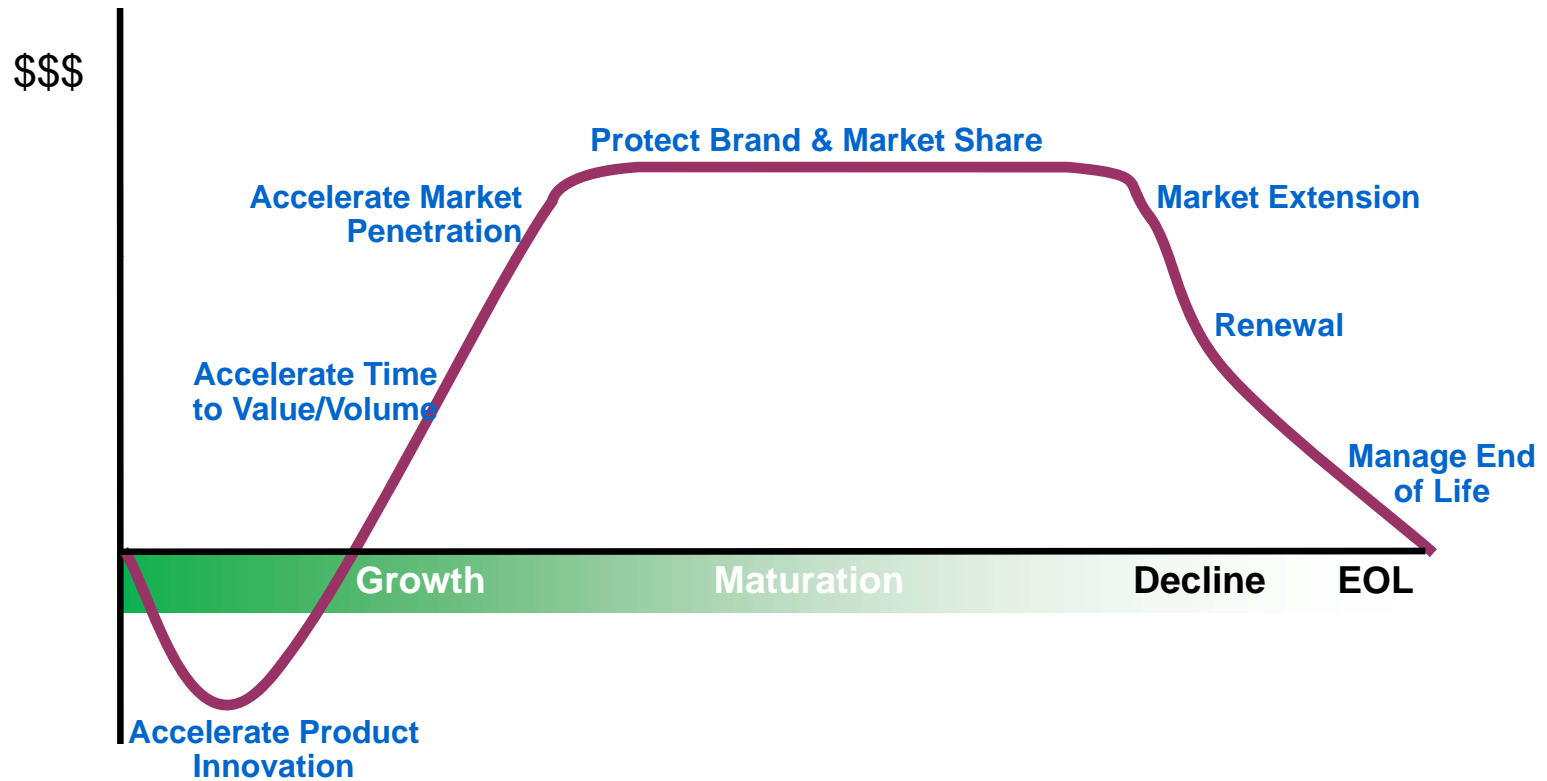 $$$
Protect Brand & Market Share
Accelerate Market
Penetration
Market Extension
Renewal
Accelerate Time
to Value/Volume
Manage End
of Life
Growth
Maturation
Decline
EOL
Accelerate Product
Innovation